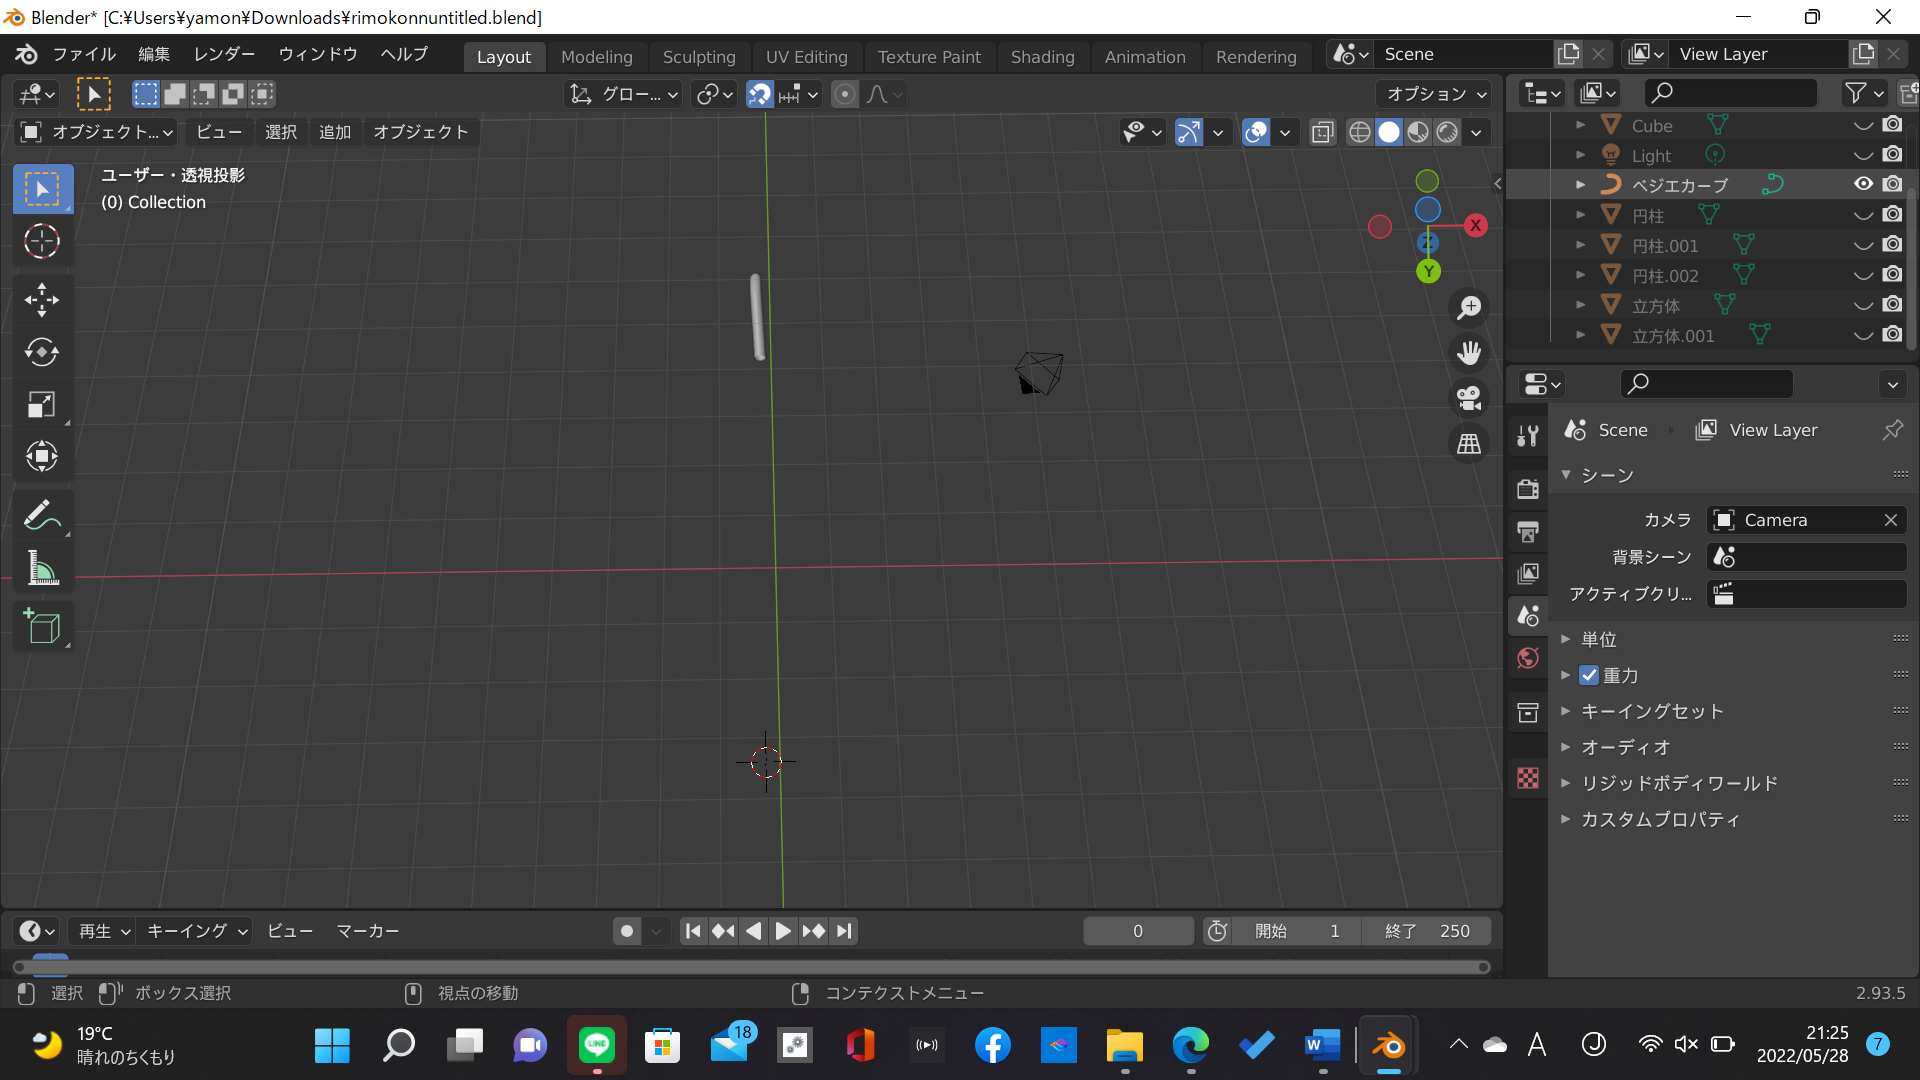 Blender* [C:¥Users¥yamon¥Downloads¥rimokonnuntitled.blend]
ファイル 編集 レンダー ウィンドウ ヘルプ Layout Modeling Sculpting UV Editing Texture Paint Shading Animation Rendering Scene View Layer
グロー... オプション
オブジェクト... ビュー 選択 追加 オブジェクト
ユーザー・透視投影
(0) Collection
X
Z
Y
Cube
Light
ベジエカーブ
円柱
円柱.001
円柱.002
立方体
立方体.001
Scene View Layer
シーン
カメラ Camera
背景シーン
アクティブクリ...
単位
重力
キーイングセット
オーディオ
リジッドボディワールド
カスタムプロパティ
再生 キーイング ビュー マーカー 0 開始 1 終了 250
選択 ボックス選択 視点の移動 コンテクストメニュー 2.93.5
19°C
晴れのちくもり
18
W
A
J
21:25
2022/05/28
7
LINE